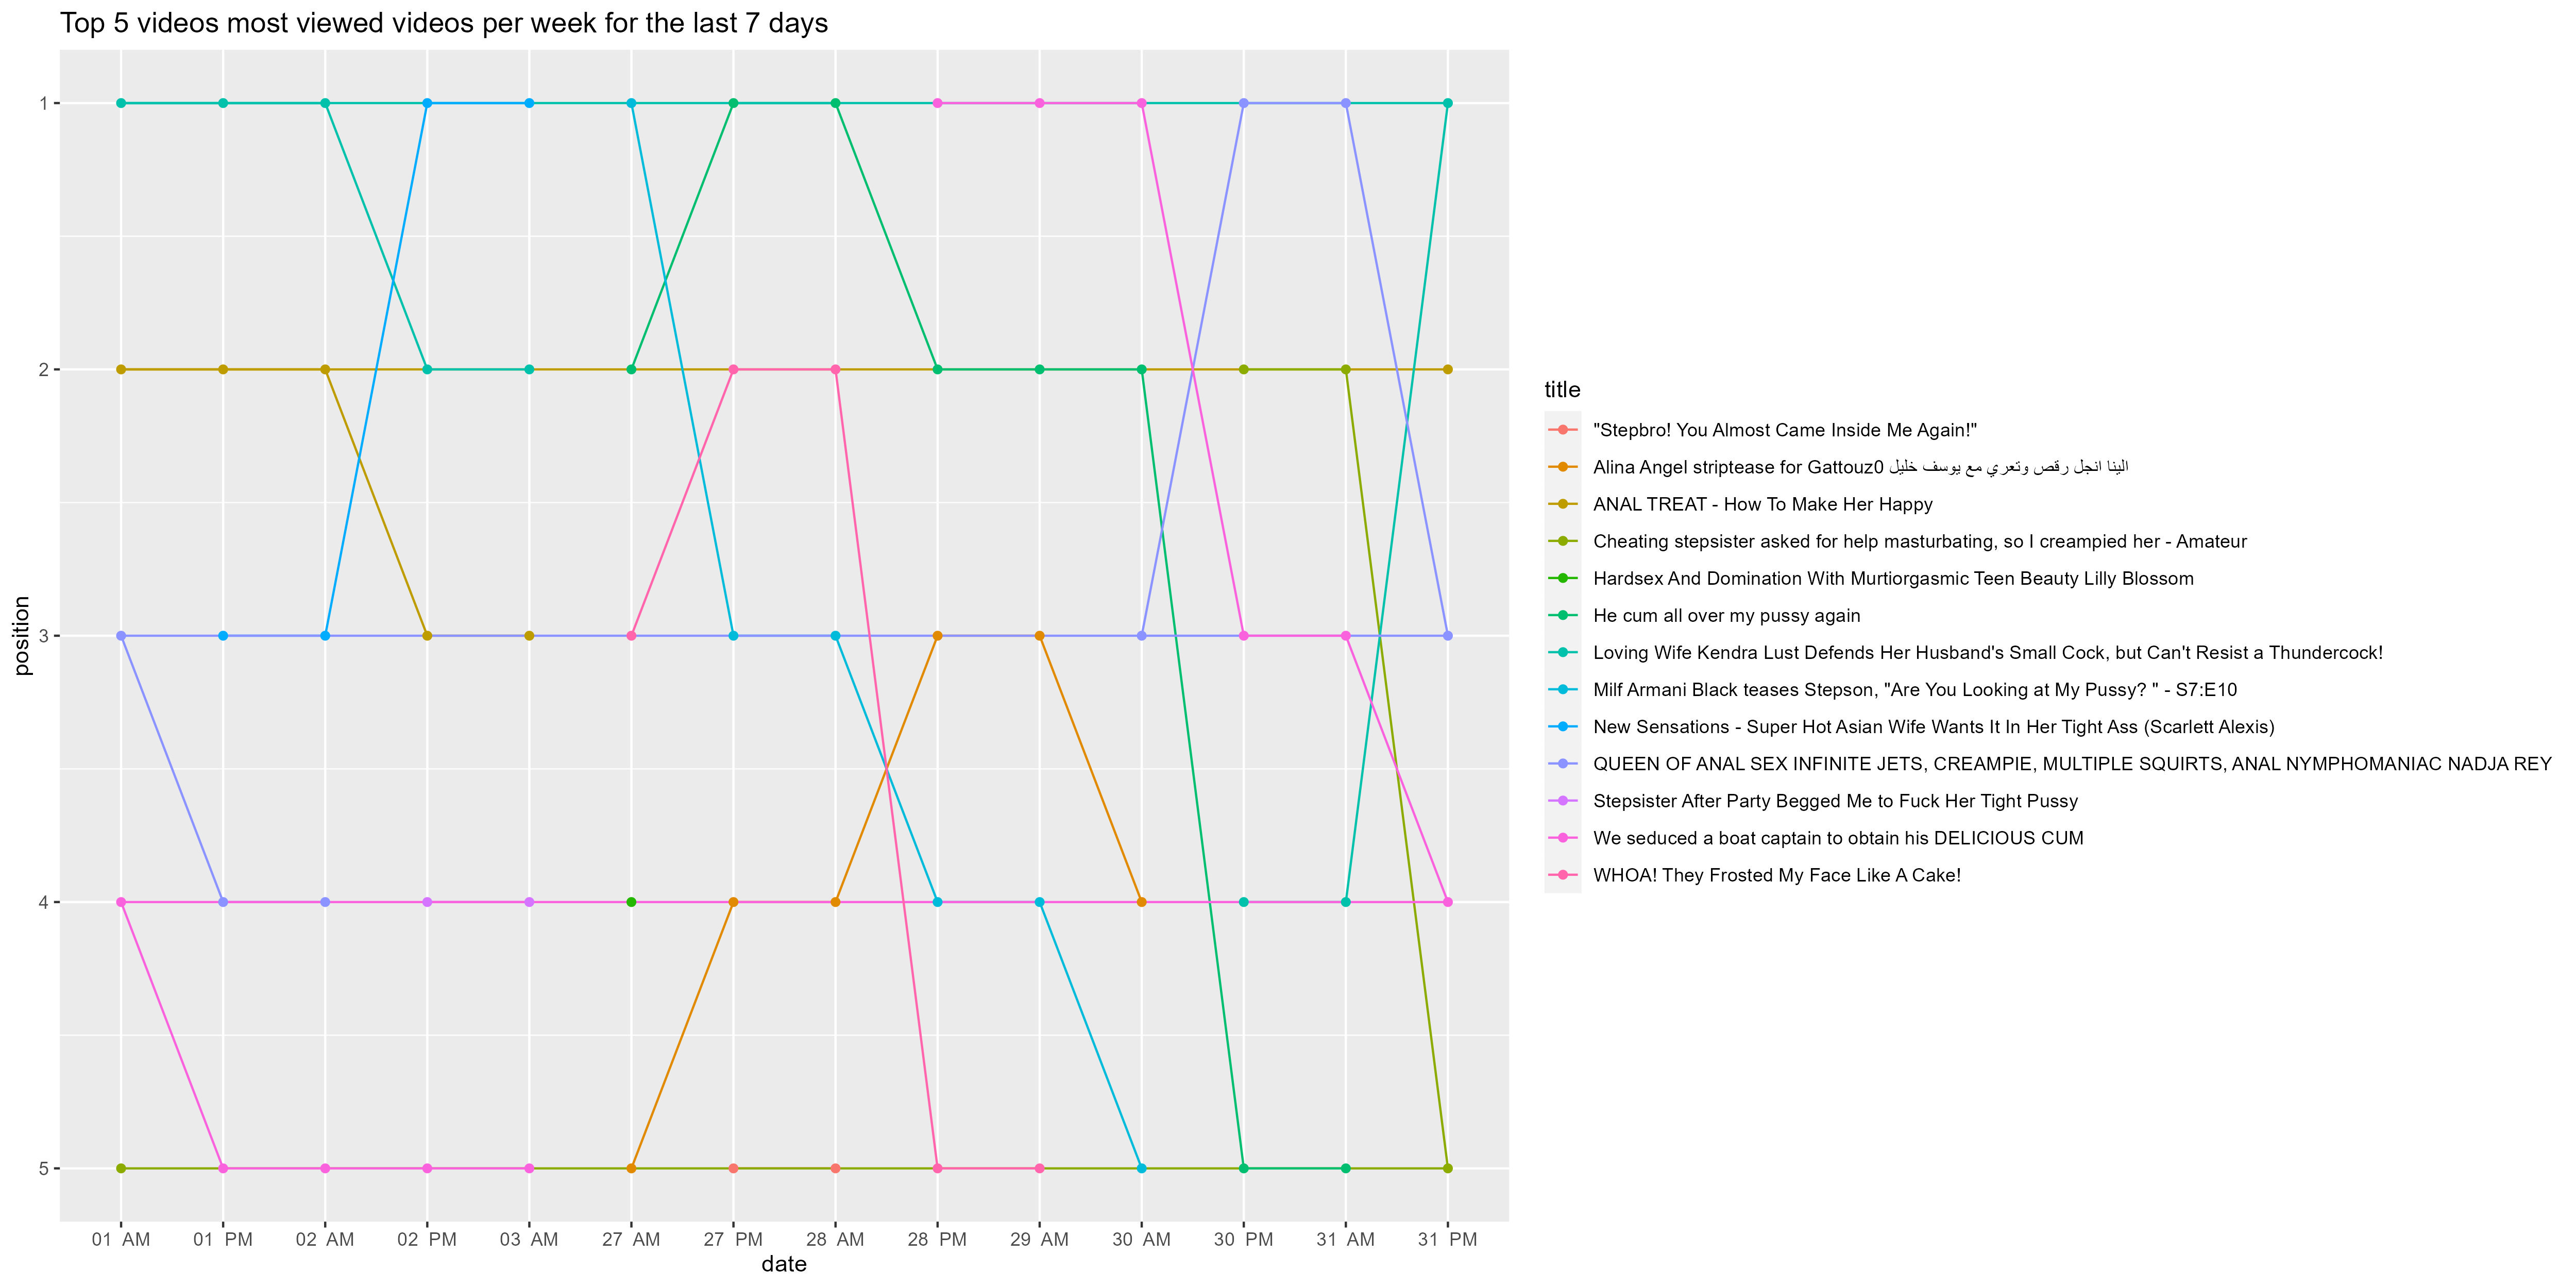 Top 5 videos most viewed videos per week for the last 7 days
position
1
2
3
4
5
01 AM
01 PM
02 AM
02 PM
03 AM
27 AM
27 PM
28 AM
28 PM
29 AM
30 AM
30 PM
31 AM
31 PM
date
title
"Stepbro! You Almost Came Inside Me Again!"
Alina Angel striptease for Gattouz0 الينا انجل رقص وتعري مع يوسف خليل
ANAL TREAT - How To Make Her Happy
Cheating stepsister asked for help masturbating, so I creampied her - Amateur
Hardsex And Domination With Murtiorgasmic Teen Beauty Lilly Blossom
He cum all over my pussy again
Loving Wife Kendra Lust Defends Her Husband's Small Cock, but Can't Resist a Thundercock!
Milf Armani Black teases Stepson, "Are You Looking at My Pussy? " - S7:E10
New Sensations - Super Hot Asian Wife Wants It In Her Tight Ass (Scarlett Alexis)
QUEEN OF ANAL SEX INFINITE JETS, CREAMPIE, MULTIPLE SQUIRTS, ANAL NYMPHOMANIAC NADJA REY
Stepsister After Party Begged Me to Fuck Her Tight Pussy
We seduced a boat captain to obtain his DELICIOUS CUM
WHOA! They Frosted My Face Like A Cake!